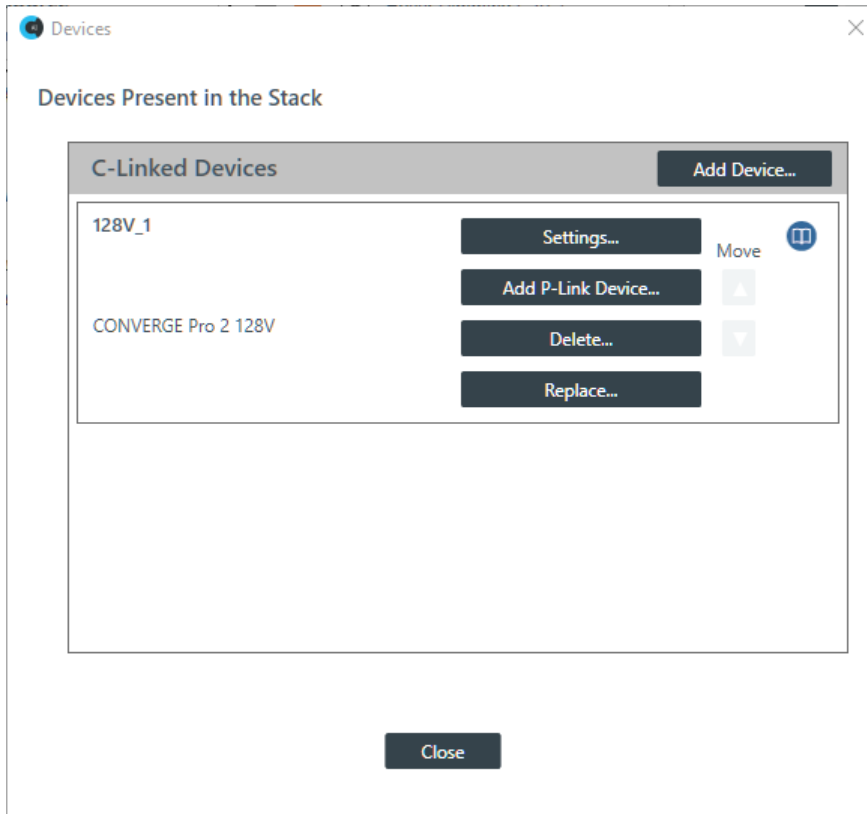 Devices
Devices Present in the Stack
C-Linked Devices
Add Device...
128V_1
Settings...
Move
Add P-Link Device...
CONVERGE Pro 2 128V
Delete...
Replace...
Close